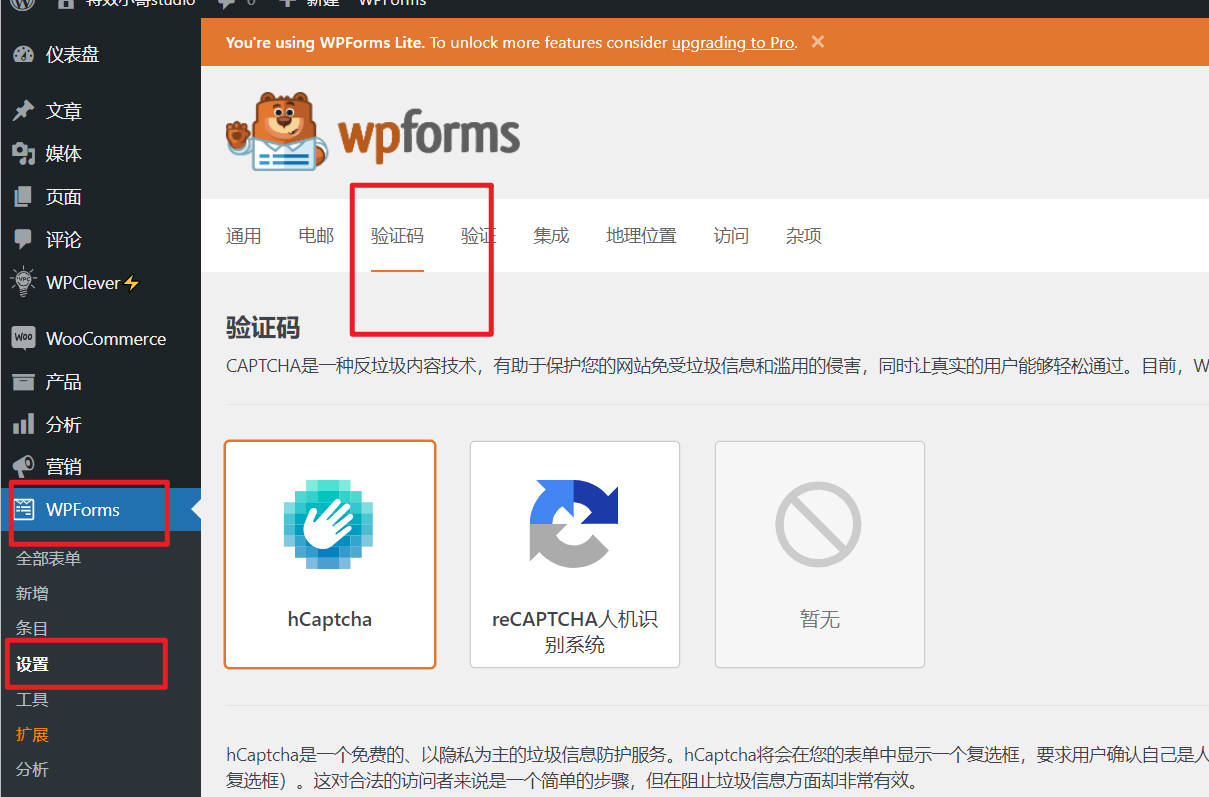 特效小哥studio 0 新建 WPForms
仪表盘
文章
媒体
页面
评论
WPClever⚡
WooCommerce
产品
分析
营销
WPForms
全部表单
新增
条目
设置
工具
扩展
分析
You're using WPForms Lite. To unlock more features consider upgrading to Pro. ×
wpforms
通用 电邮 验证码 验证 集成 地理位置 访问 杂项
验证码
CAPTCHA是一种反垃圾内容技术，有助于保护您的网站免受垃圾信息和滥用的侵害，同时让真实的用户能够轻松通过。目前，W
hCaptcha
reCAPTCHA人机识
别系统
暂无
hCaptcha是一个免费的、以隐私为主的垃圾信息防护服务。hCaptcha将会在您的表单中显示一个复选框，要求用户确认自己是人
复选框）。这对合法的访问者来说是一个简单的步骤，但在阻止垃圾信息方面却非常有效。